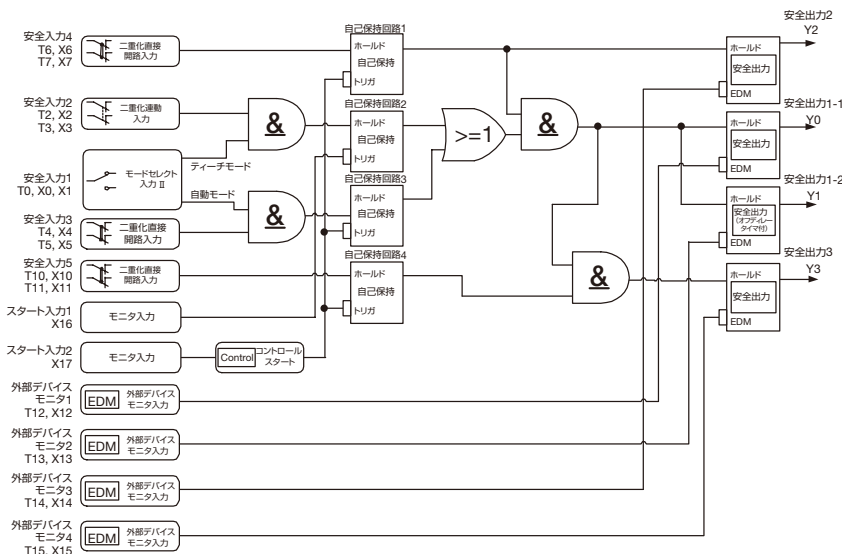 安全入力4
T6, X6
T7, X7
二重化直接
開路入力
安全入力2
T2, X2
T3, X3
二重化連動
入力
安全入力1
T0, X0, X1
モードセレクト
入力 II
ティーチモード
自動モード
安全入力3
T4, X4
T5, X5
二重化直接
開路入力
安全入力5
T10, X10
T11, X11
二重化直接
開路入力
スタート入力1
X16
モニタ入力
スタート入力2
X17
モニタ入力
Control
コントロール
スタート
外部デバイス
モニタ1
T12, X12
EDM
外部デバイス
モニタ入力
外部デバイス
モニタ2
T13, X13
EDM
外部デバイス
モニタ入力
外部デバイス
モニタ3
T14, X14
EDM
外部デバイス
モニタ入力
外部デバイス
モニタ4
T15, X15
EDM
外部デバイス
モニタ入力
&
&
自己保持回路1
ホールド
自己保持
トリガ
自己保持回路2
ホールド
自己保持
トリガ
自己保持回路3
ホールド
自己保持
トリガ
自己保持回路4
ホールド
自己保持
トリガ
>=1
&
&
安全出力2
Y2
ホールド
安全出力
EDM
安全出力1-1
Y0
ホールド
安全出力
EDM
安全出力1-2
Y1
ホールド
安全出力
(オフディレー
タイマ付)
EDM
安全出力3
Y3
ホールド
安全出力
EDM